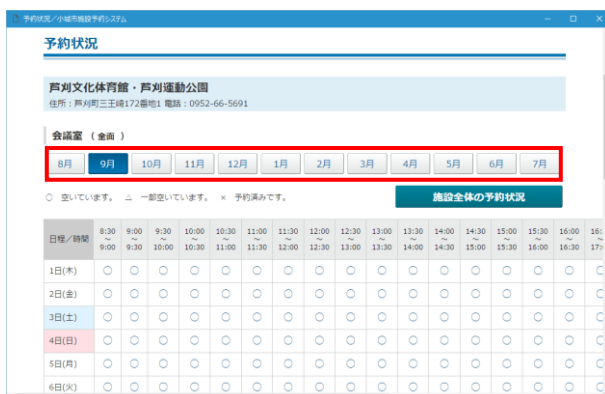 予約状況／小城市施設予約システム
予約状況
芦刈文化体育館・芦刈運動公園
住所：芦刈町三王崎172番地1 電話：0952-66-5691
会議室 （ 全面 ）
8月 9月 10月 11月 12月 1月 2月 3月 4月 5月 6月 7月
○ 空いています。 △ 一部空いています。 × 予約済みです。
施設全体の予約状況
日程／時間 8:30～9:00 9:00～9:30 9:30～10:00 10:00～10:30 10:30～11:00 11:00～11:30 11:30～12:00 12:00～12:30 12:30～13:00 13:00～13:30 13:30～14:00 14:00～14:30 14:30～15:00 15:00～15:30 15:30～16:00 16:00～16:30
1日(木) ○ ○ ○ ○ ○ ○ ○ ○ ○ ○ ○ ○ ○ ○ ○ ○
2日(金) ○ ○ ○ ○ ○ ○ ○ ○ ○ ○ ○ ○ ○ ○ ○ ○
3日(土) ○ ○ ○ ○ ○ ○ ○ ○ ○ ○ ○ ○ ○ ○ ○ ○
4日(日) ○ ○ ○ ○ ○ ○ ○ ○ ○ ○ ○ ○ ○ ○ ○ ○
5日(月) ○ ○ ○ ○ ○ ○ ○ ○ ○ ○ ○ ○ ○ ○ ○ ○
6日(火) ○ ○ ○ ○ ○ ○ ○ ○ ○ ○ ○ ○ ○ ○ ○ ○